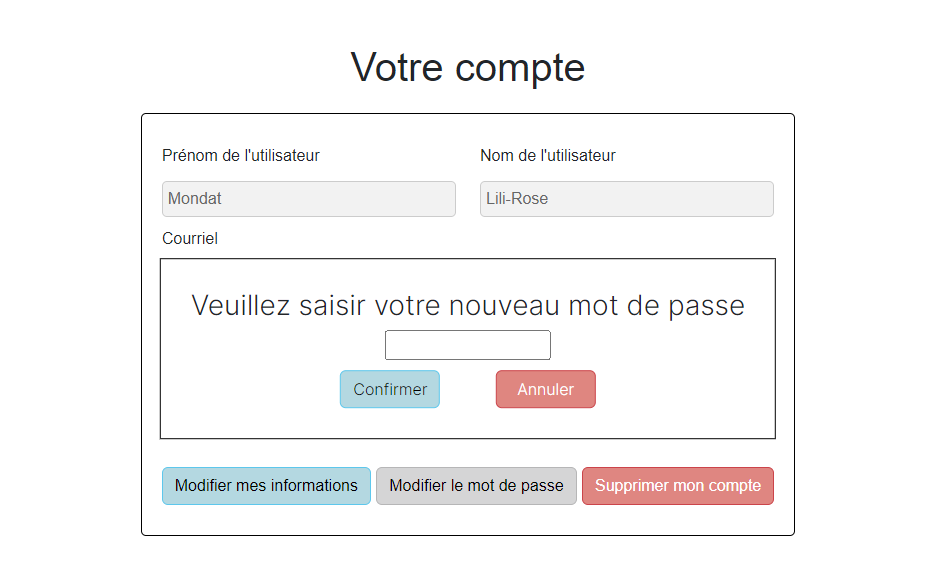 Votre compte
Prénom de l'utilisateur
Nom de l'utilisateur
Mondat
Lili-Rose
Courriel
Veuillez saisir votre nouveau mot de passe
Confirmer
Annuler
Modifier mes informations
Modifier le mot de passe
Supprimer mon compte